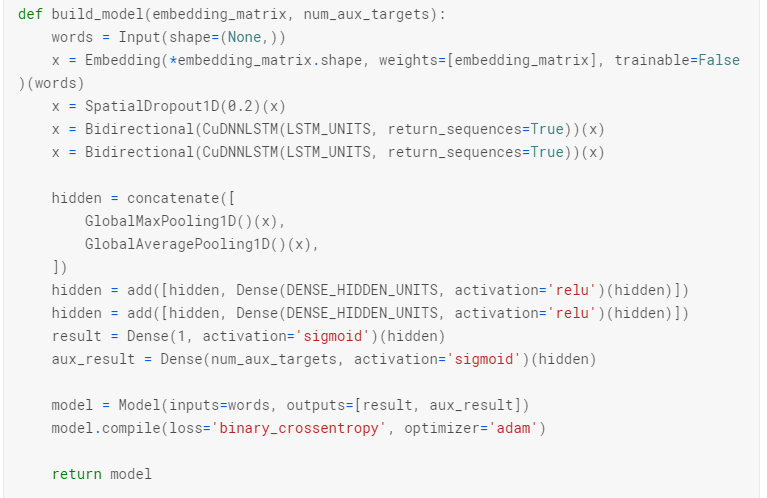 def build_model(embedding_matrix, num_aux_targets):
    words = Input(shape=(None,))
    x = Embedding(*embedding_matrix.shape, weights=[embedding_matrix], trainable=False
)(words)
    x = SpatialDropout1D(0.2)(x)
    x = Bidirectional(CuDNNLSTM(LSTM_UNITS, return_sequences=True))(x)
    x = Bidirectional(CuDNNLSTM(LSTM_UNITS, return_sequences=True))(x)

    hidden = concatenate([
        GlobalMaxPooling1D()(x),
        GlobalAveragePooling1D()(x),
    ])
    hidden = add([hidden, Dense(DENSE_HIDDEN_UNITS, activation='relu')(hidden)])
    hidden = add([hidden, Dense(DENSE_HIDDEN_UNITS, activation='relu')(hidden)])
    result = Dense(1, activation='sigmoid')(hidden)
    aux_result = Dense(num_aux_targets, activation='sigmoid')(hidden)

    model = Model(inputs=words, outputs=[result, aux_result])
    model.compile(loss='binary_crossentropy', optimizer='adam')

    return model